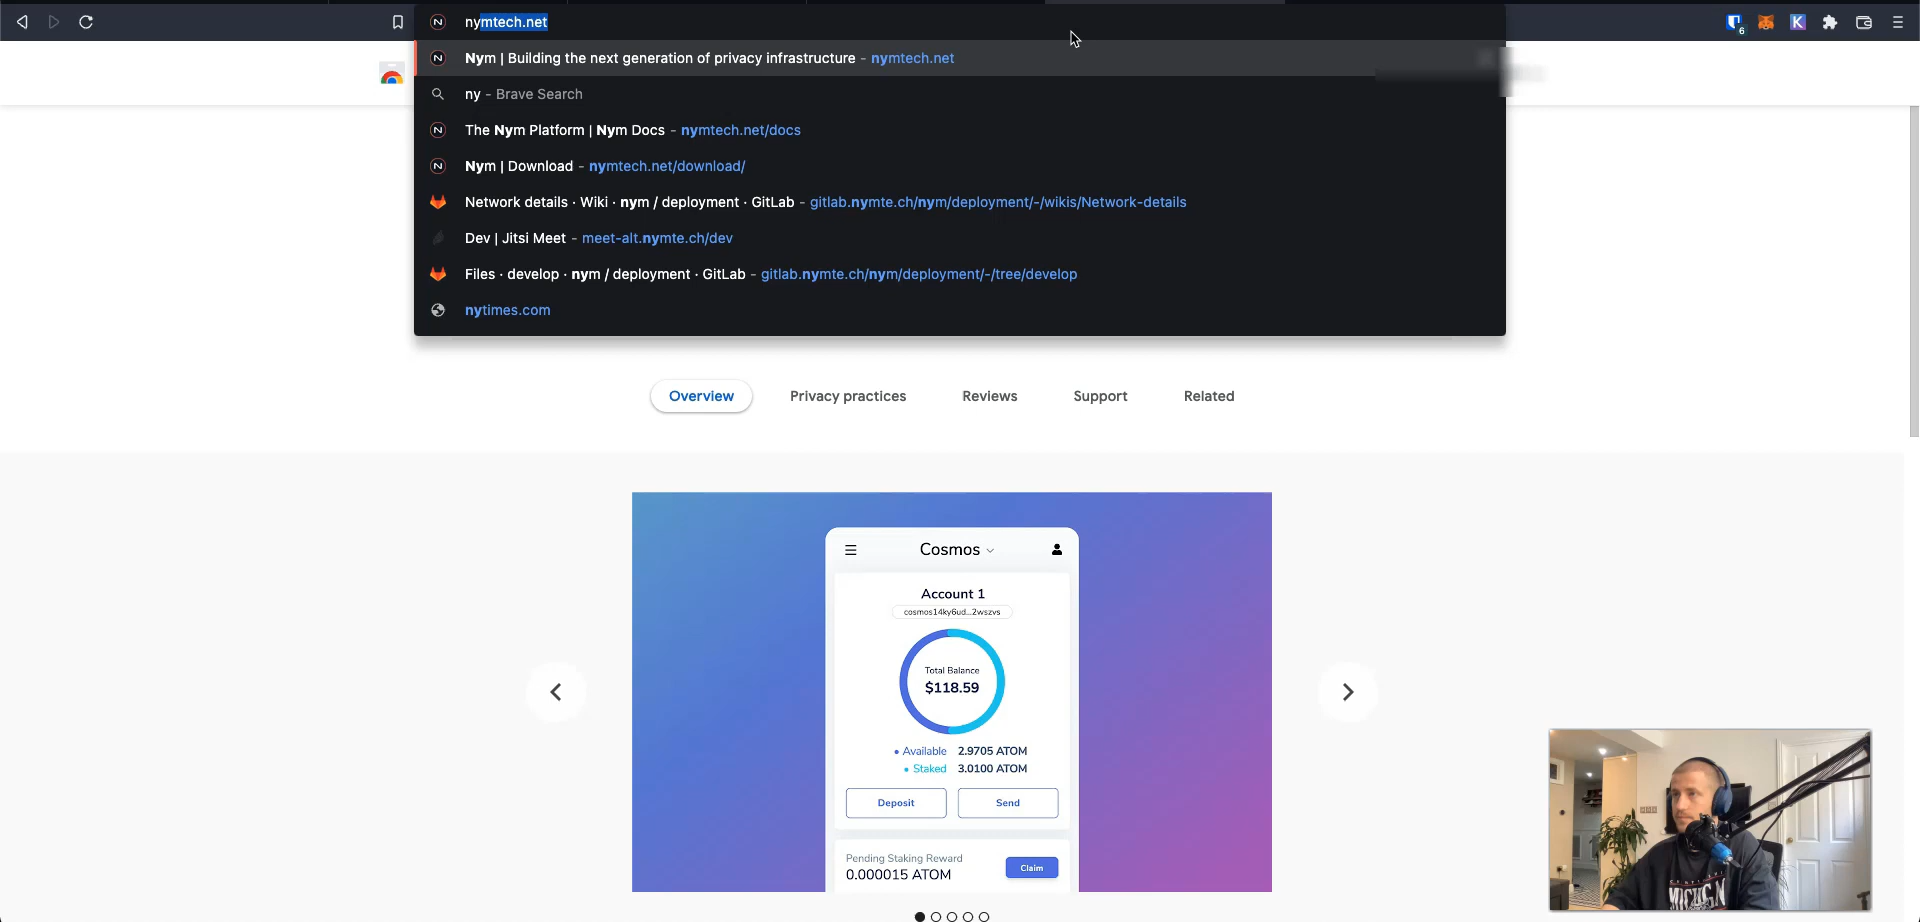 nymtech.net
Nym | Building the next generation of privacy infrastructure - nymtech.net
ny - Brave Search
The Nym Platform | Nym Docs - nymtech.net/docs
Nym | Download - nymtech.net/download/
Network details · Wiki · nym / deployment · GitLab - gitlab.nymte.ch/nym/deployment/-/wikis/Network-details
Dev | Jitsi Meet - meet-alt.nymte.ch/dev
Files · develop · nym / deployment · GitLab - gitlab.nymte.ch/nym/deployment/-/tree/develop
nytimes.com
6
K
Overview Privacy practices Reviews Support Related
Cosmos
Account 1
cosmos14ky6ud...2wszvs
Total Balance
$118.59
Available 2.9705 ATOM
Staked 3.0100 ATOM
Deposit Send
Pending Staking Reward
0.000015 ATOM
Claim